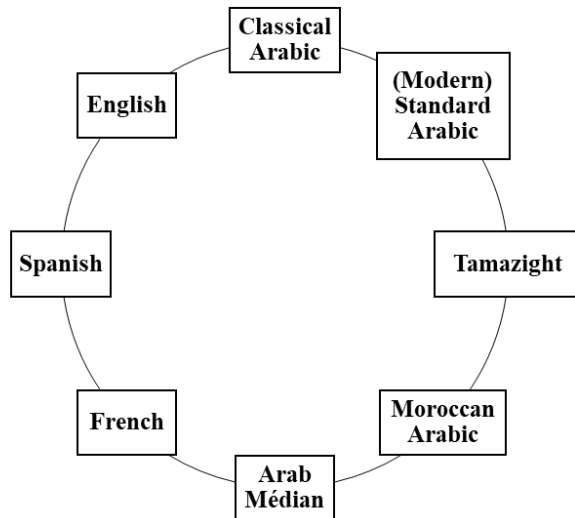 Classical
Arabic
(Modern)
Standard
Arabic
English
Spanish
Tamazight
French
Moroccan
Arabic
Arab
Médian